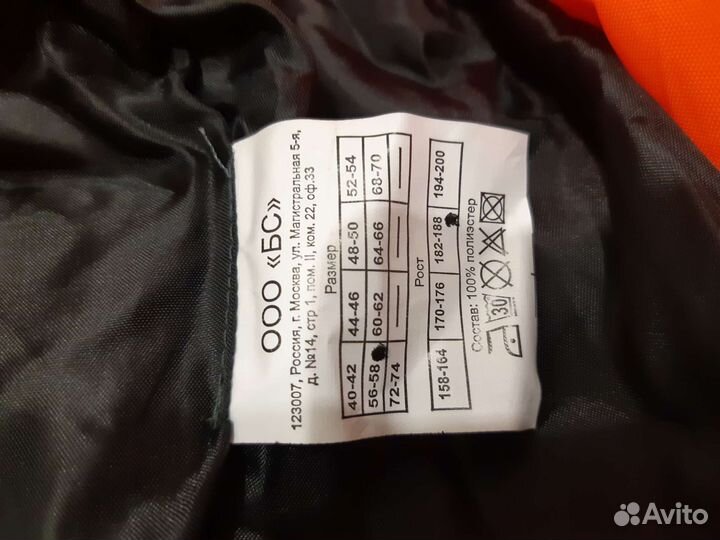 ООО «БС»
123007, Россия, г. Москва, ул. Магистральная 5-я,
д. №14, стр 1, пом. II, ком. 22, оф.33
Размер
40-42 44-46 48-50 52-54
56-58 60-62 64-66 68-70
72-74 — — —
Рост
158-164 170-176 182-188 194-200
30
Состав: 100% полиэстер
Avito